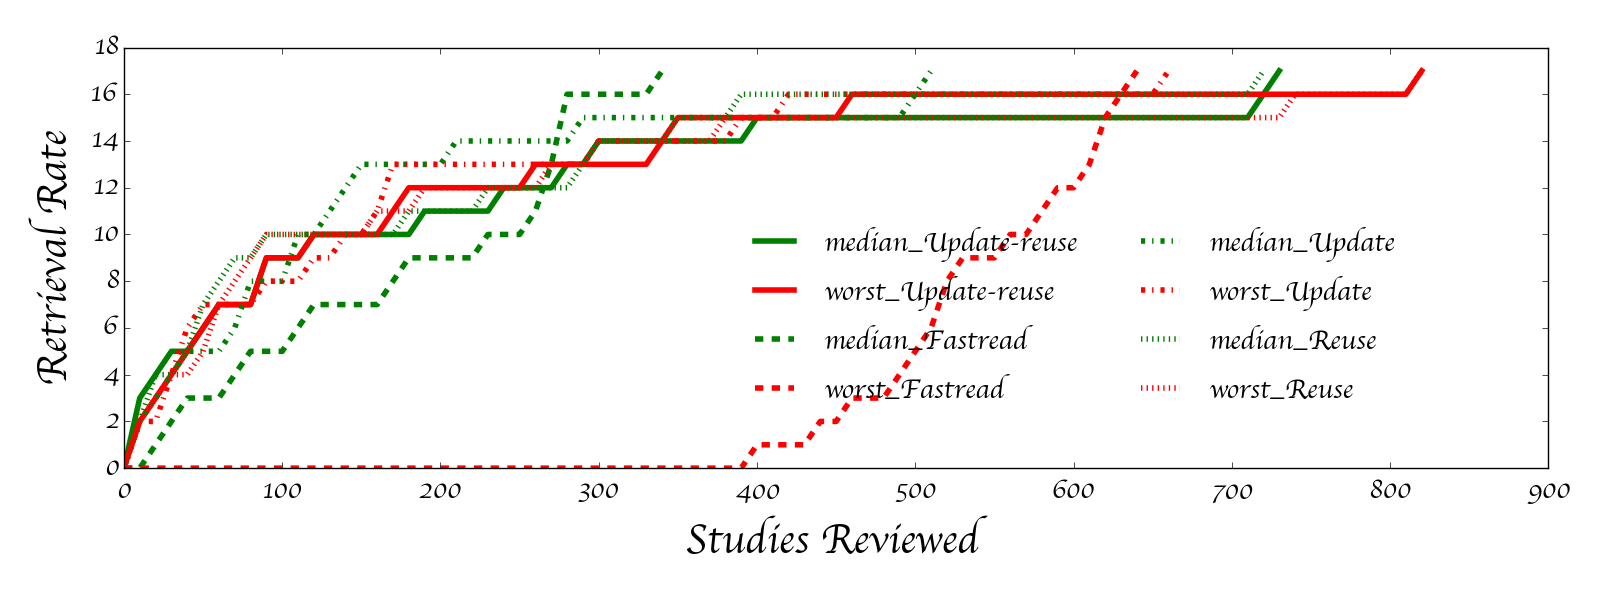 18
16
14
12
10
8
6
4
2
0
Retrieval Rate
median_Update-reuse
worst_Update-reuse
median_Fastread
worst_Fastread
median_Update
worst_Update
median_Reuse
worst_Reuse
0 100 200 300 400 500 600 700 800 900
Studies Reviewed